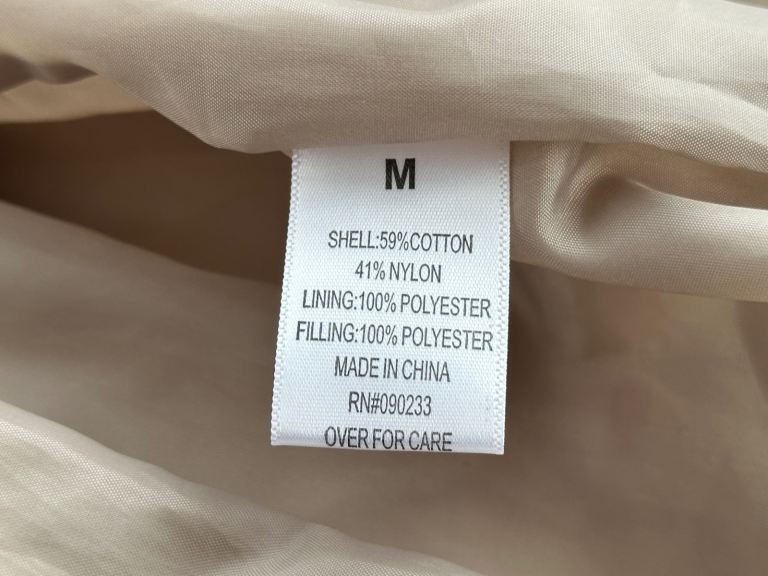 M
SHELL:59%COTTON
41% NYLON
LINING:100% POLYESTER
FILLING:100% POLYESTER
MADE IN CHINA
RN#090233
OVER FOR CARE